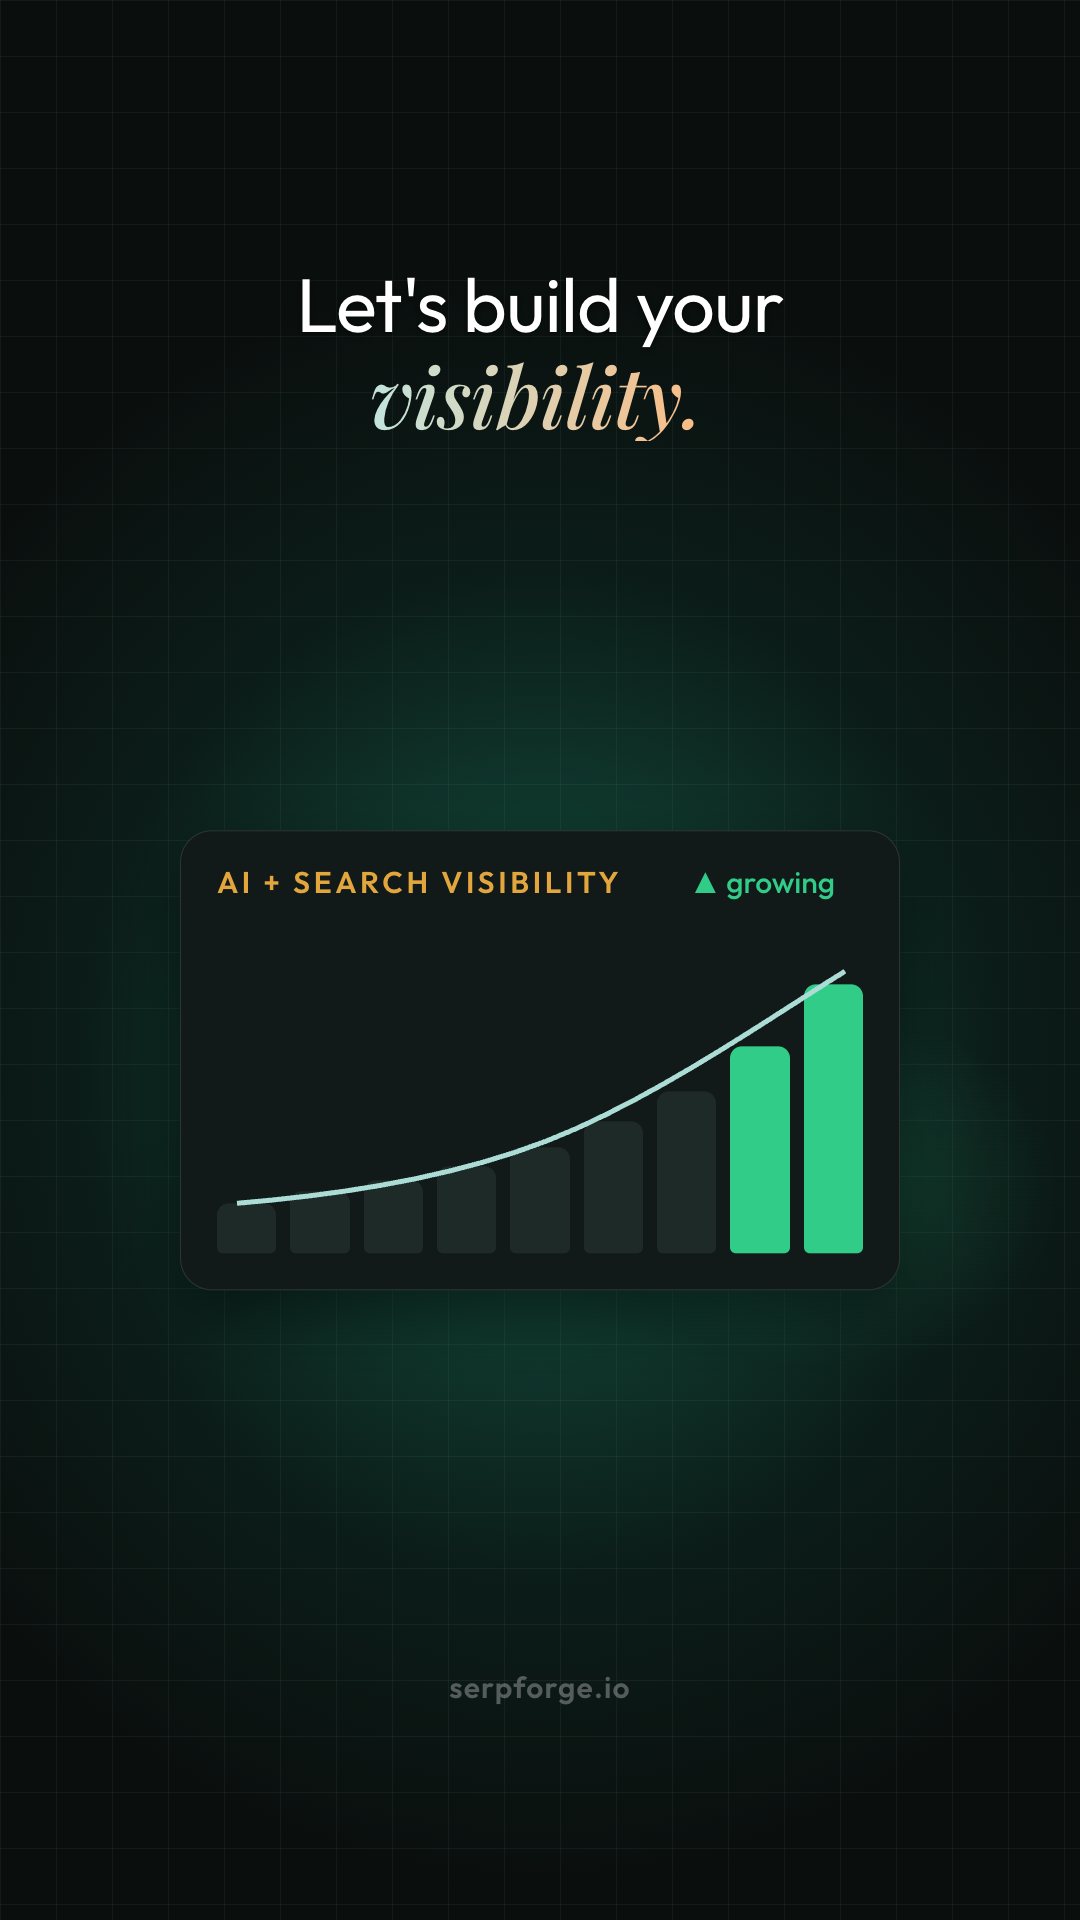 Let's build your
visibility.
AI + SEARCH VISIBILITY
▲ growing
serpforge.io